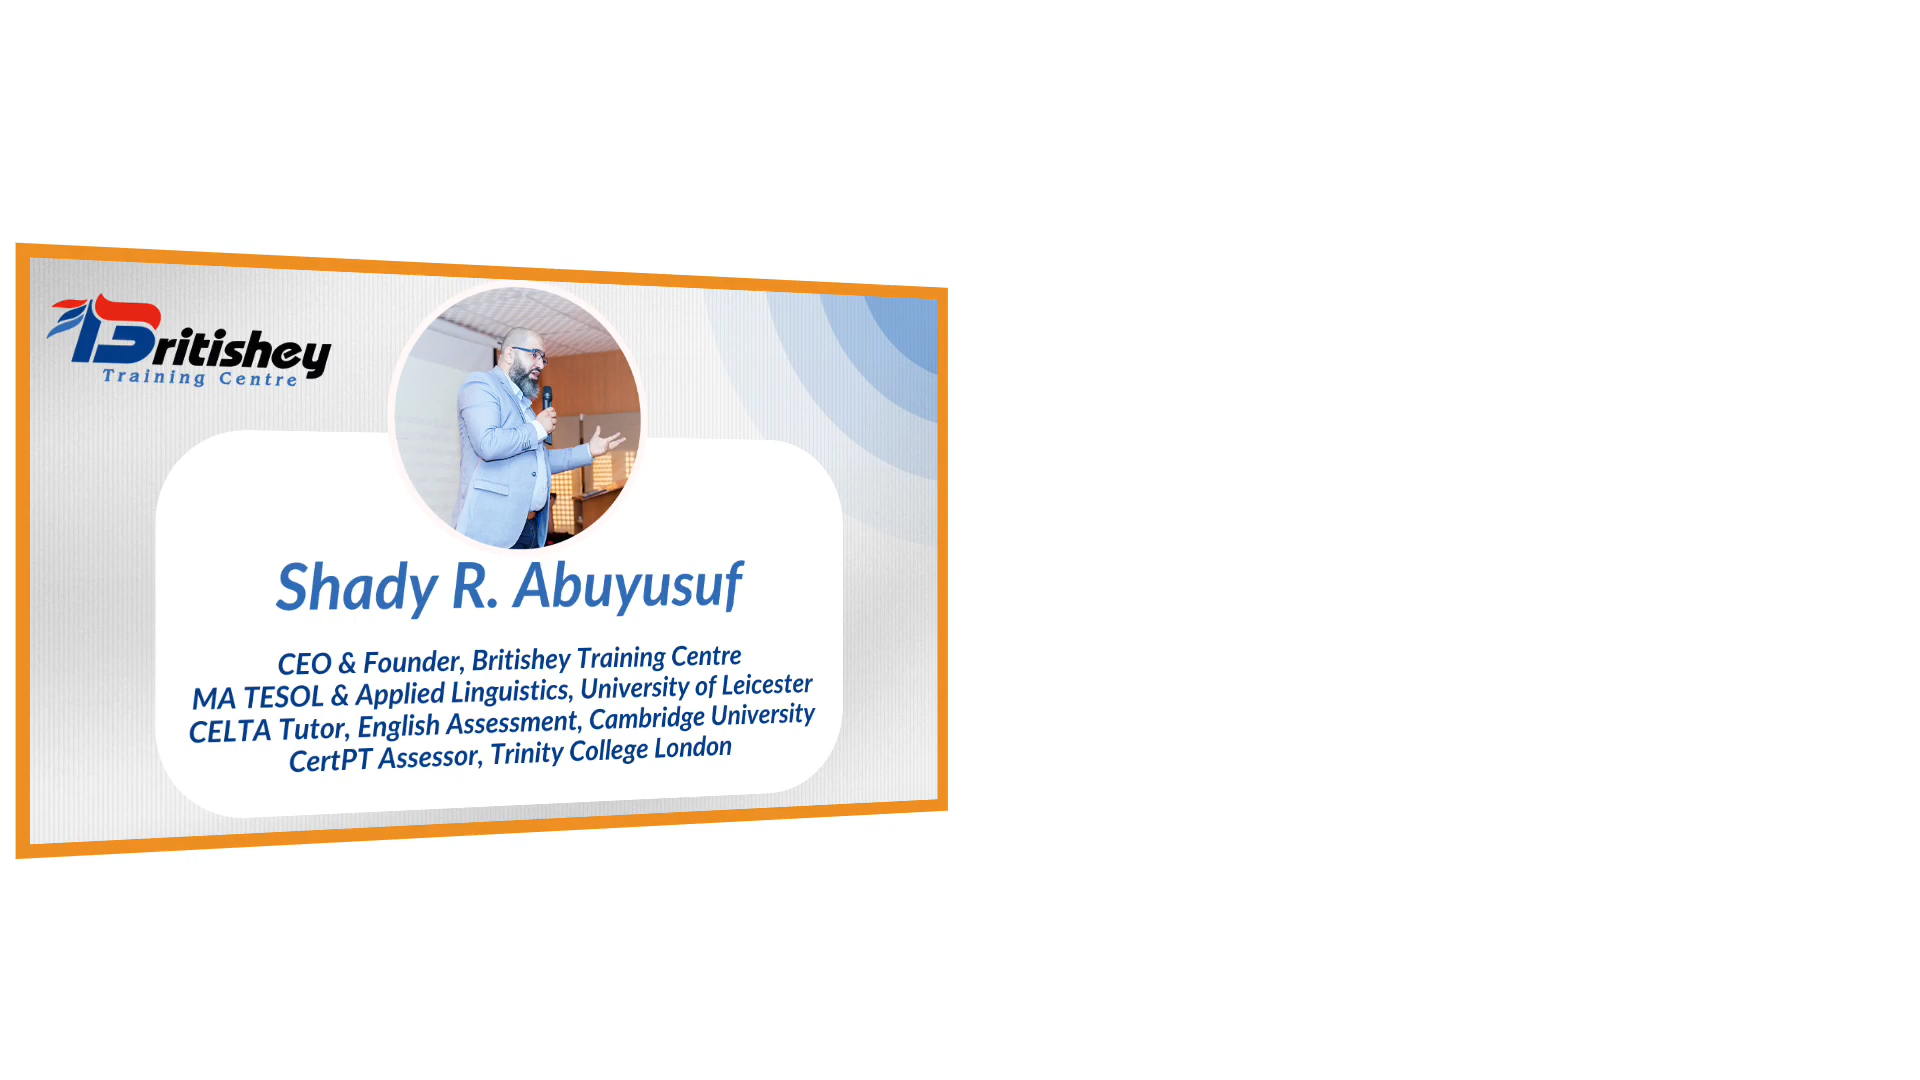 Britishey
Training Centre
Shady R. Abuyusuf
CEO & Founder, Britishey Training Centre
MA TESOL & Applied Linguistics, University of Leicester
CELTA Tutor, English Assessment, Cambridge University
CertPT Assessor, Trinity College London